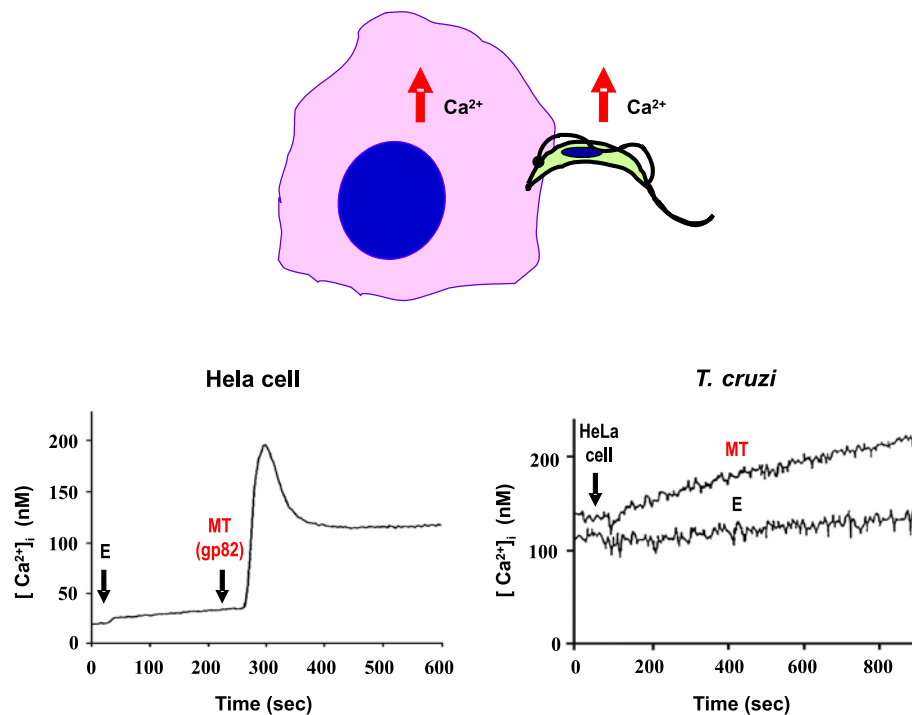 Ca²⁺
Ca²⁺
Hela cell
T. cruzi
[ Ca²⁺]i (nM)
200
150
100
50
0
E
MT
(gp82)
0 100 200 300 400 500 600
Time (sec)
[ Ca²⁺]i (nM)
200
100
0
HeLa
cell
MT
E
0 200 400 600 800
Time (sec)